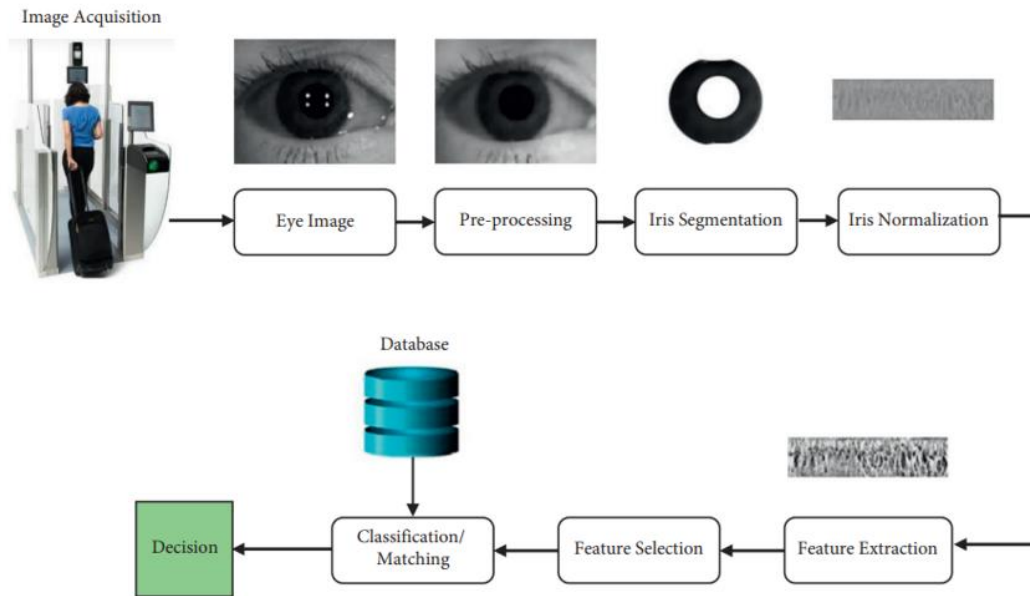 Image Acquisition
Eye Image
Pre-processing
Iris Segmentation
Iris Normalization
Database
Decision
Classification/
Matching
Feature Selection
Feature Extraction